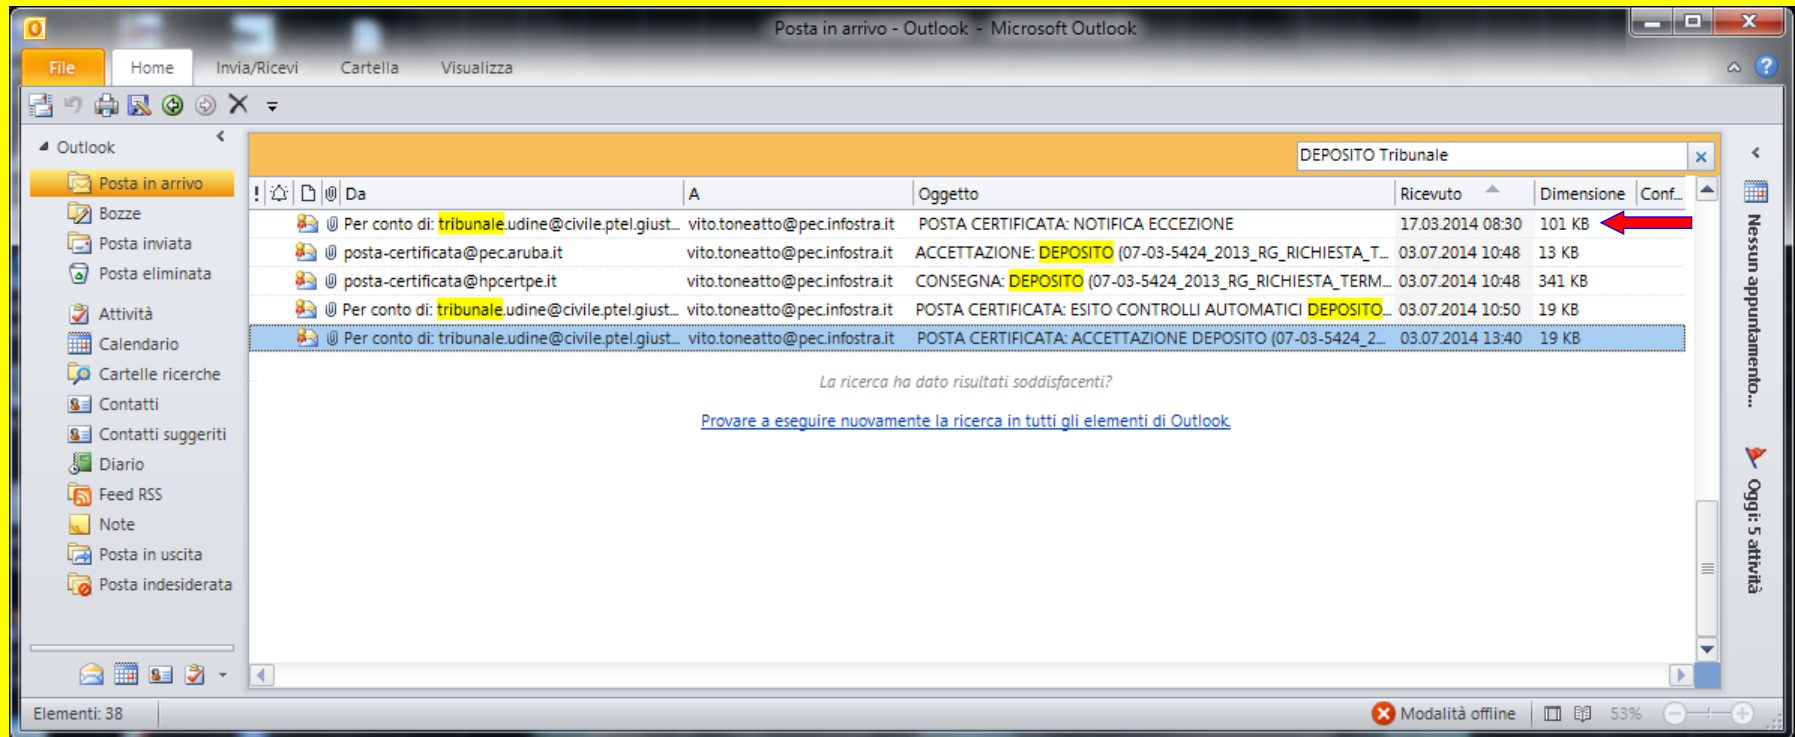 Posta in arrivo - Outlook - Microsoft Outlook
File Home Invia/Ricevi Cartella Visualizza
Outlook
DEPOSITO Tribunale
Posta in arrivo
Bozze
Posta inviata
Posta eliminata
Attività
Calendario
Cartelle ricerche
Contatti
Contatti suggeriti
Diario
Feed RSS
Note
Posta in uscita
Posta indesiderata
! Da A Oggetto Ricevuto Dimensione Conf...
Per conto di: tribunale.udine@civile.ptel.giust... vito.toneatto@pec.infostra.it POSTA CERTIFICATA: NOTIFICA ECCEZIONE 17.03.2014 08:30 101 KB
posta-certificata@pec.aruba.it vito.toneatto@pec.infostra.it ACCETTAZIONE: DEPOSITO (07-03-5424_2013_RG_RICHIESTA_T... 03.07.2014 10:48 13 KB
posta-certificata@hpcertpe.it vito.toneatto@pec.infostra.it CONSEGNA: DEPOSITO (07-03-5424_2013_RG_RICHIESTA_TERM... 03.07.2014 10:48 341 KB
Per conto di: tribunale.udine@civile.ptel.giust... vito.toneatto@pec.infostra.it POSTA CERTIFICATA: ESITO CONTROLLI AUTOMATICI DEPOSITO... 03.07.2014 10:50 19 KB
Per conto di: tribunale.udine@civile.ptel.giust... vito.toneatto@pec.infostra.it POSTA CERTIFICATA: ACCETTAZIONE DEPOSITO (07-03-5424_2... 03.07.2014 13:40 19 KB
La ricerca ha dato risultati soddisfacenti?
Provare a eseguire nuovamente la ricerca in tutti gli elementi di Outlook.
Nessun appuntamento...
Oggi: 5 attività
Elementi: 38
Modalità offline 53%